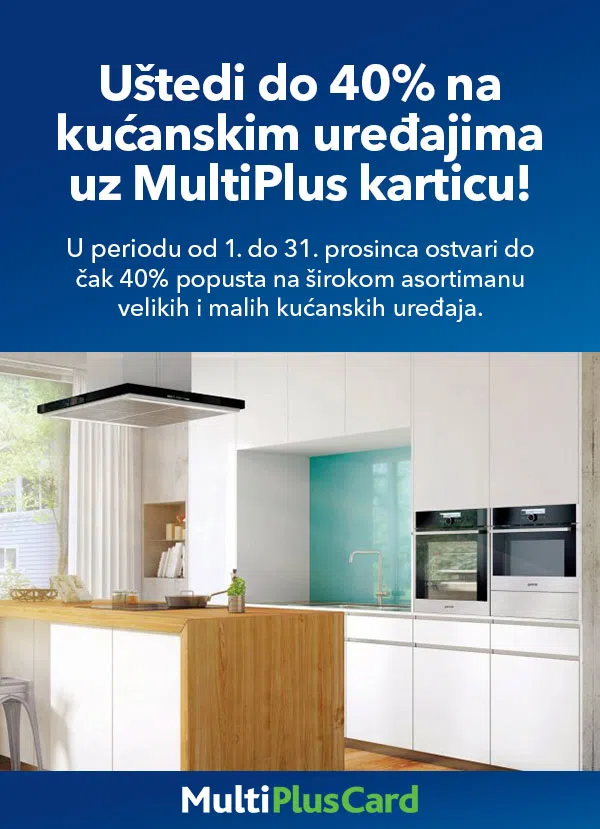 Uštedi do 40% na
kućanskim uređajima
uz MultiPlus karticu!
U periodu od 1. do 31. prosinca ostvari do
čak 40% popusta na širokom asortimanu
velikih i malih kućanskih uređaja.
MultiPlusCard